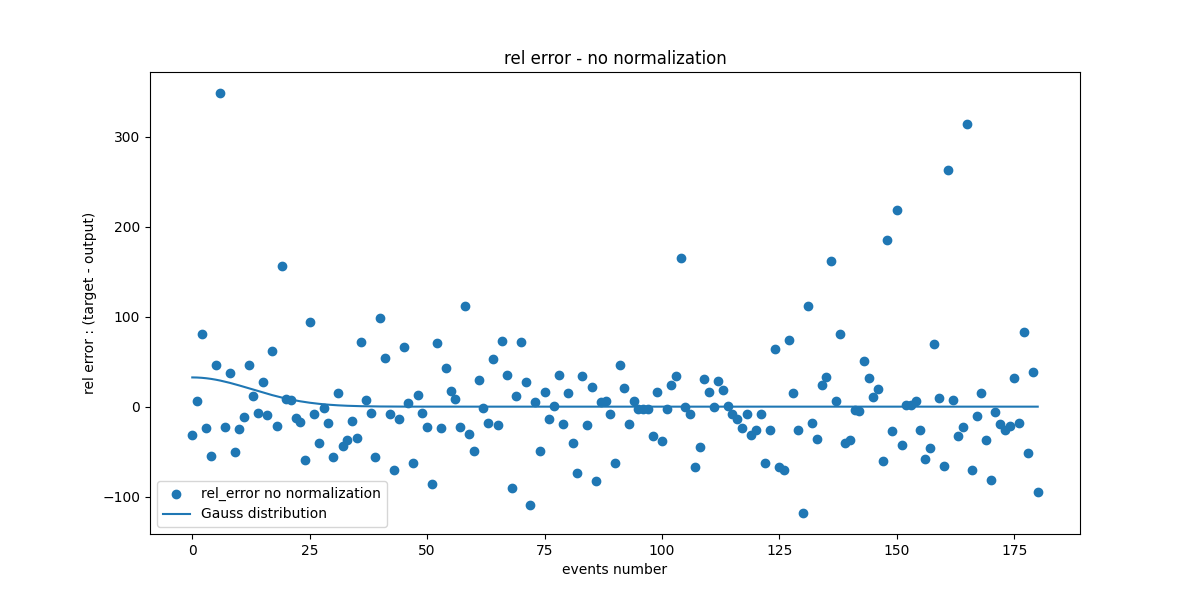 rel error - no normalization
rel error : (target - output)
300
200
100
0
−100
rel_error no normalization
Gauss distribution
0 25 50 75 100 125 150 175
events number